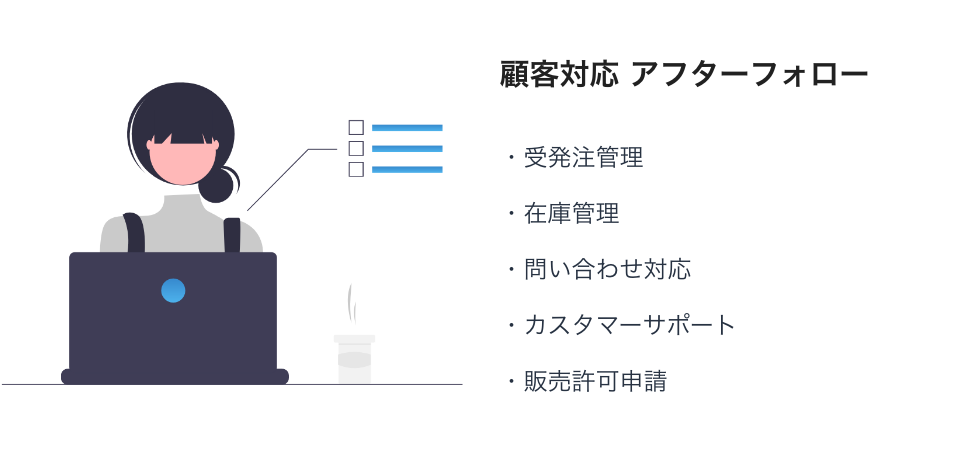 顧客対応 アフターフォロー
・受発注管理
・在庫管理
・問い合わせ対応
・カスタマーサポート
・販売許可申請